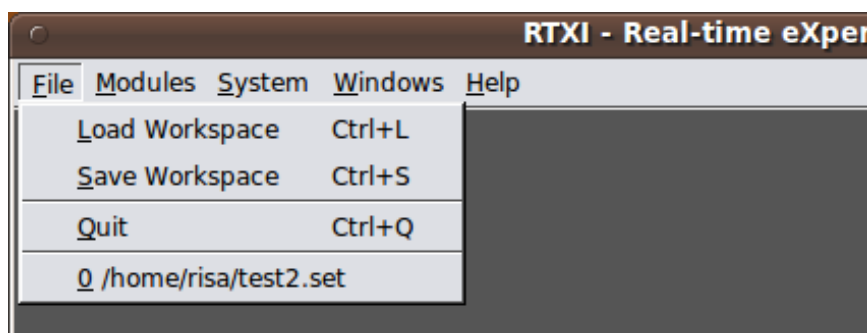 RTXI - Real-time eXper
File Modules System Windows Help
Load Workspace Ctrl+L
Save Workspace Ctrl+S
Quit Ctrl+Q
0 /home/risa/test2.set